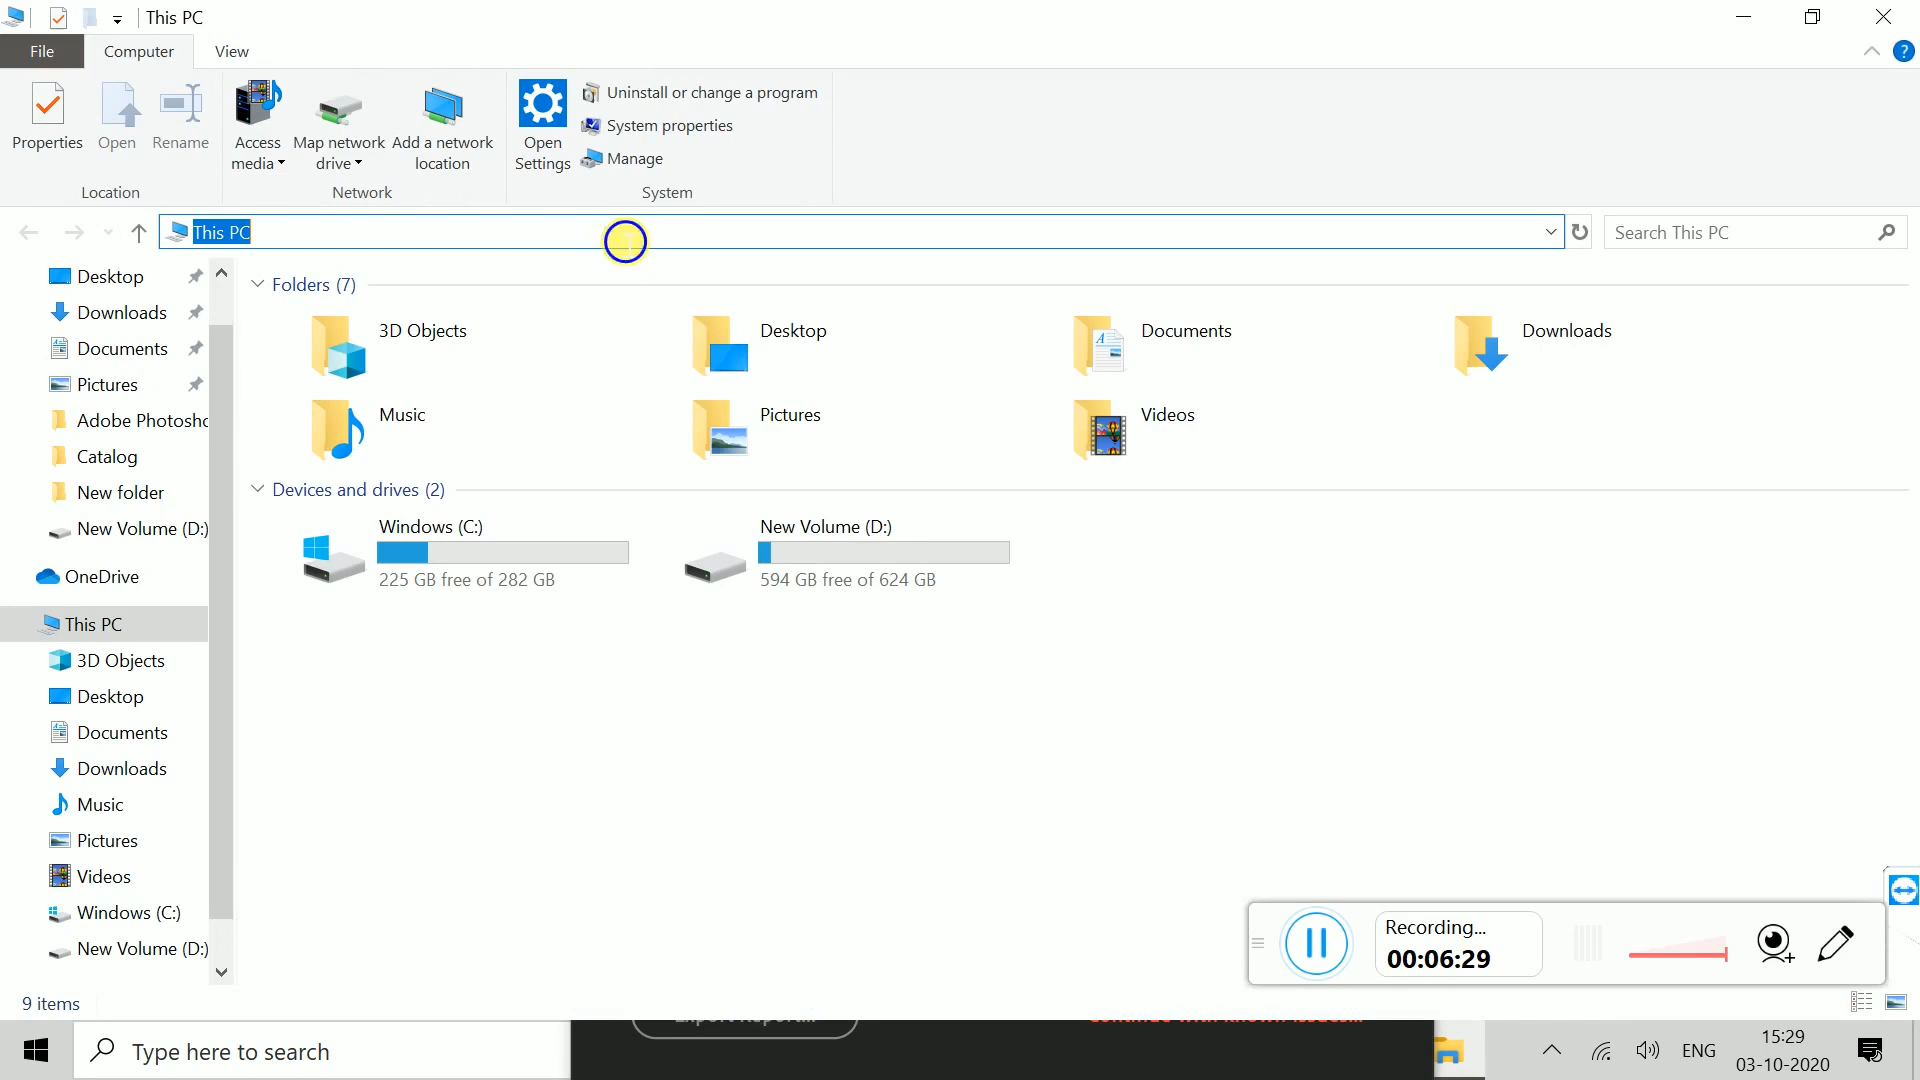 This PC
File
Computer
View
Properties
Open
Rename
Access media
Map network drive
Add a network location
Open Settings
Uninstall or change a program
System properties
Manage
Location
Network
System
This PC
Search This PC
Desktop
Downloads
Documents
Pictures
Adobe Photosho
Catalog
New folder
New Volume (D:)
OneDrive
This PC
3D Objects
Desktop
Documents
Downloads
Music
Pictures
Videos
Windows (C:)
New Volume (D:)
Folders (7)
3D Objects
Desktop
Documents
Downloads
Music
Pictures
Videos
Devices and drives (2)
Windows (C:)
225 GB free of 282 GB
New Volume (D:)
594 GB free of 624 GB
Recording...
00:06:29
9 items
Type here to search
ENG
15:29
03-10-2020